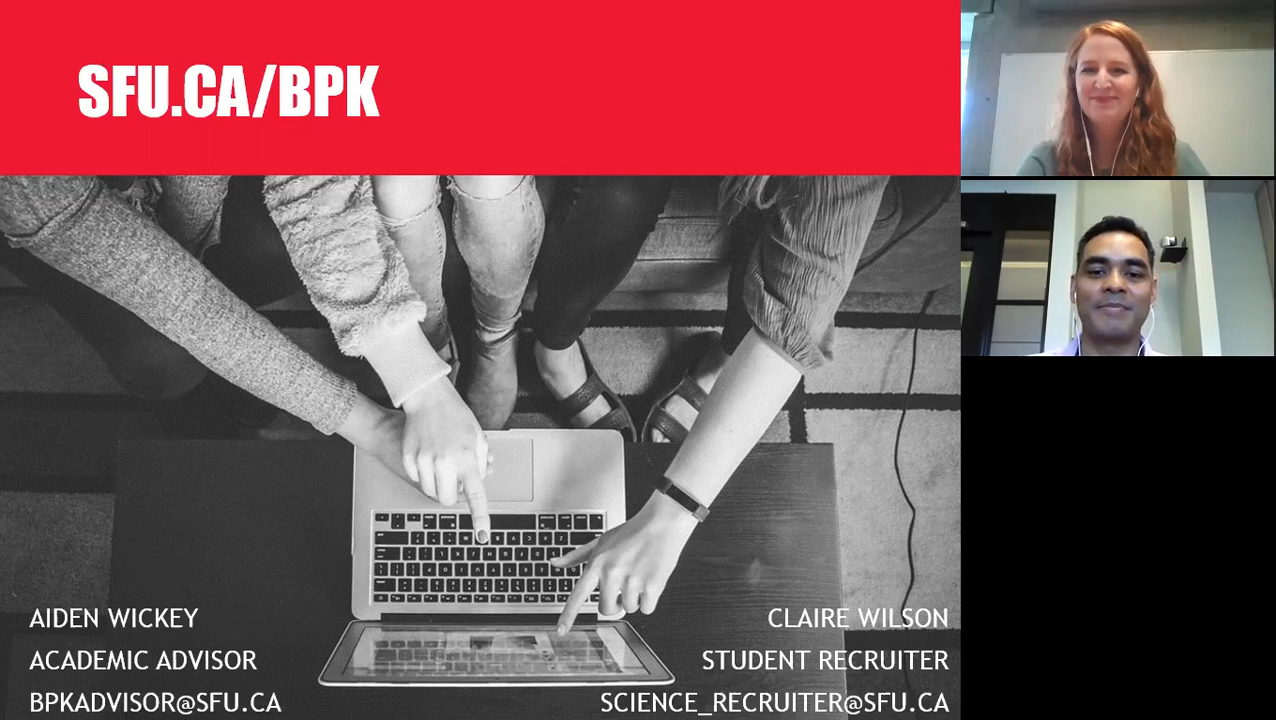 SFU.CA/BPK
AIDEN WICKEY
ACADEMIC ADVISOR
BPKADVISOR@SFU.CA
CLAIRE WILSON
STUDENT RECRUITER
SCIENCE_RECRUITER@SFU.CA